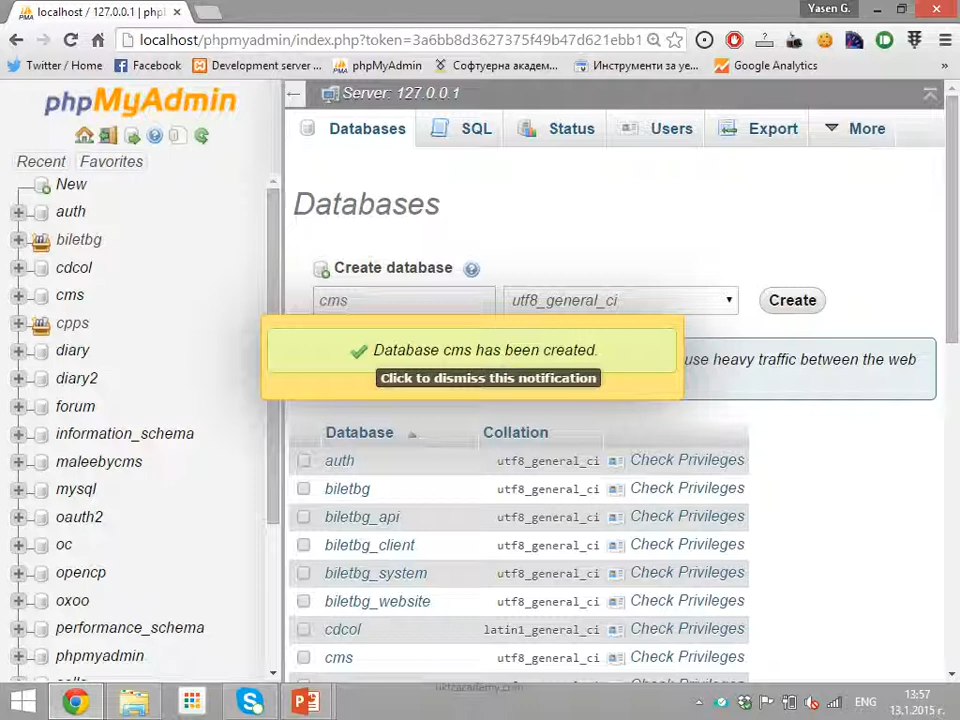 localhost / 127.0.0.1 | phpl
Yasen G.
localhost/phpmyadmin/index.php?token=3a6bb8d3627375f49b47d621ebb1
Twitter / Home
Facebook
Development server ...
phpMyAdmin
Софтуерна академ...
Инструменти за уе...
Google Analytics
»
phpMyAdmin
Recent
Favorites
New
auth
biletbg
cdcol
cms
cpps
diary
diary2
forum
information_schema
maleebycms
mysql
oauth2
oc
opencp
oxoo
performance_schema
phpmyadmin
Server: 127.0.0.1
Databases
SQL
Status
Users
Export
More
Databases
Create database
cms
utf8_general_ci
Create
Database cms has been created.
Click to dismiss this notification
use heavy traffic between the web
Database
Collation
auth utf8_general_ci Check Privileges
biletbg utf8_general_ci Check Privileges
biletbg_api utf8_general_ci Check Privileges
biletbg_client utf8_general_ci Check Privileges
biletbg_system utf8_general_ci Check Privileges
biletbg_website utf8_general_ci Check Privileges
cdcol latin1_general_ci Check Privileges
cms utf8_general_ci Check Privileges
ENG
13:57
13.1.2015 г.